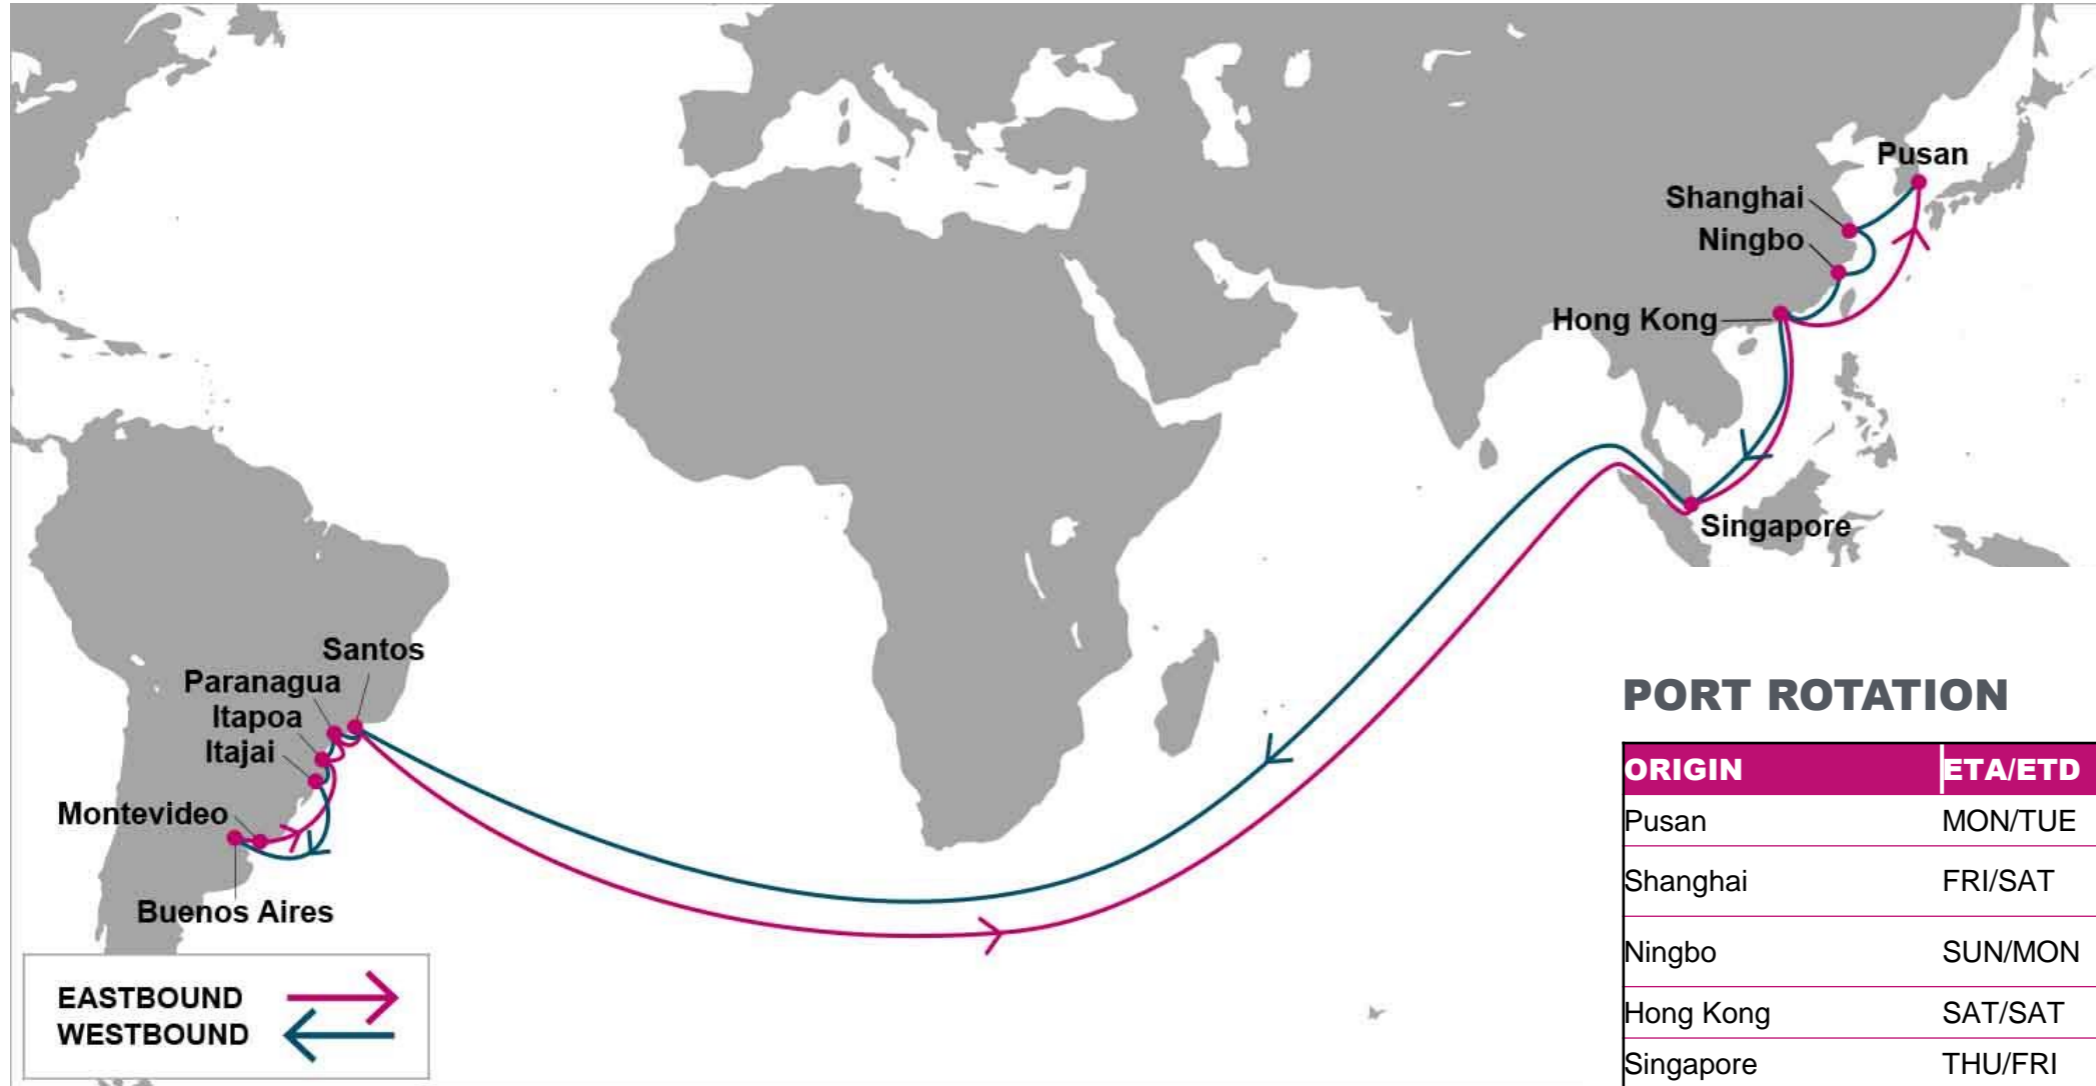 Pusan
Shanghai
Ningbo
Hong Kong
Singapore
Santos
Paranagua
Itapoa
Itajai
Montevideo
Buenos Aires
EASTBOUND
WESTBOUND
PORT ROTATION
ORIGIN ETA/ETD
Pusan MON/TUE
Shanghai FRI/SAT
Ningbo SUN/MON
Hong Kong SAT/SAT
Singapore THU/FRI